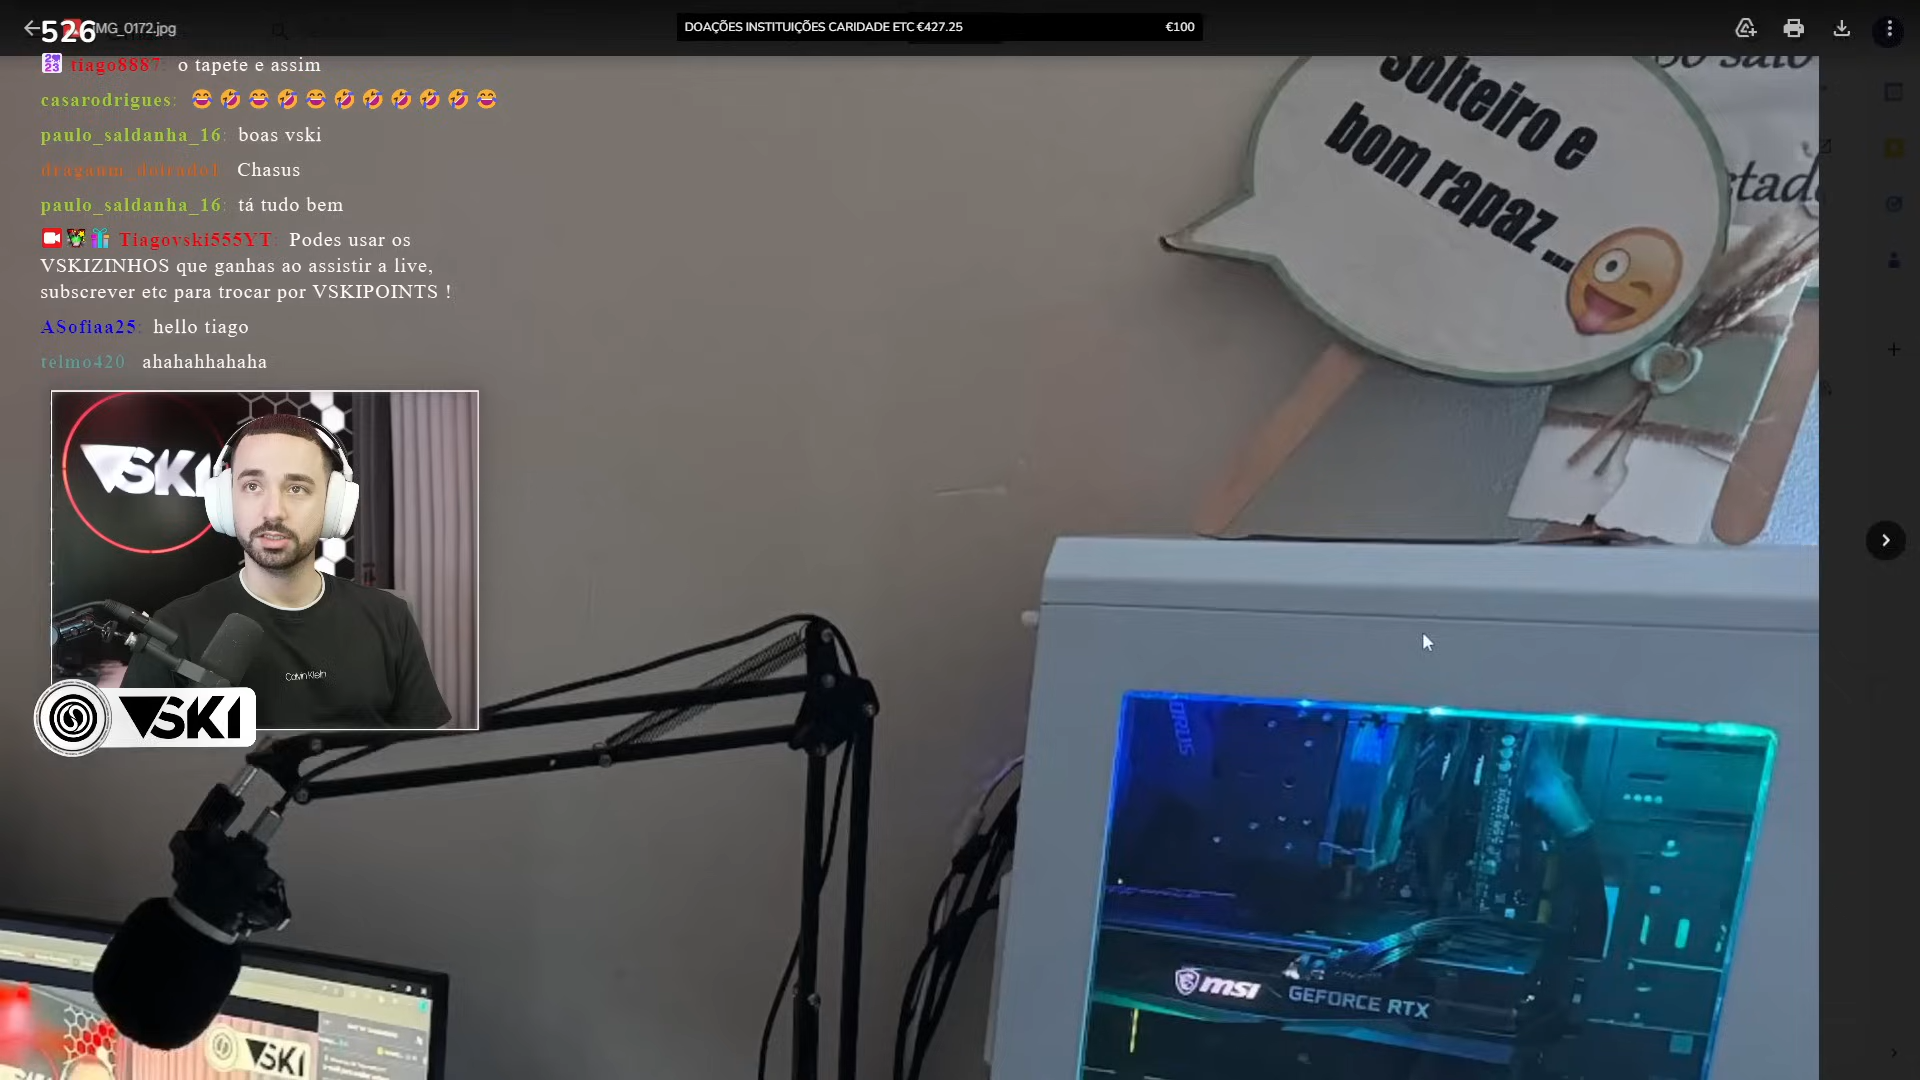 526
IMG_0172.jpg
DOAÇÕES INSTITUIÇÕES CARIDADE ETC €427.25
€100
tiago8887: o tapete e assim
casarodrigues: 😂🤣😂🤣😂🤣🤣🤣🤣🤣😂
paulo_saldanha_16: boas vski
dragaum_doirado1: Chasus
paulo_saldanha_16: tá tudo bem
Tiagovski555YT: Podes usar os
VSKIZINHOS que ganhas ao assistir a live,
subscrever etc para trocar por VSKIPOINTS !
ASofiaa25: hello tiago
telmo420: ahahahhahaha
VSKI
Calvin Klein
VSKI
Solteiro e
bom rapaz...
msi GEFORCE RTX
VSKI